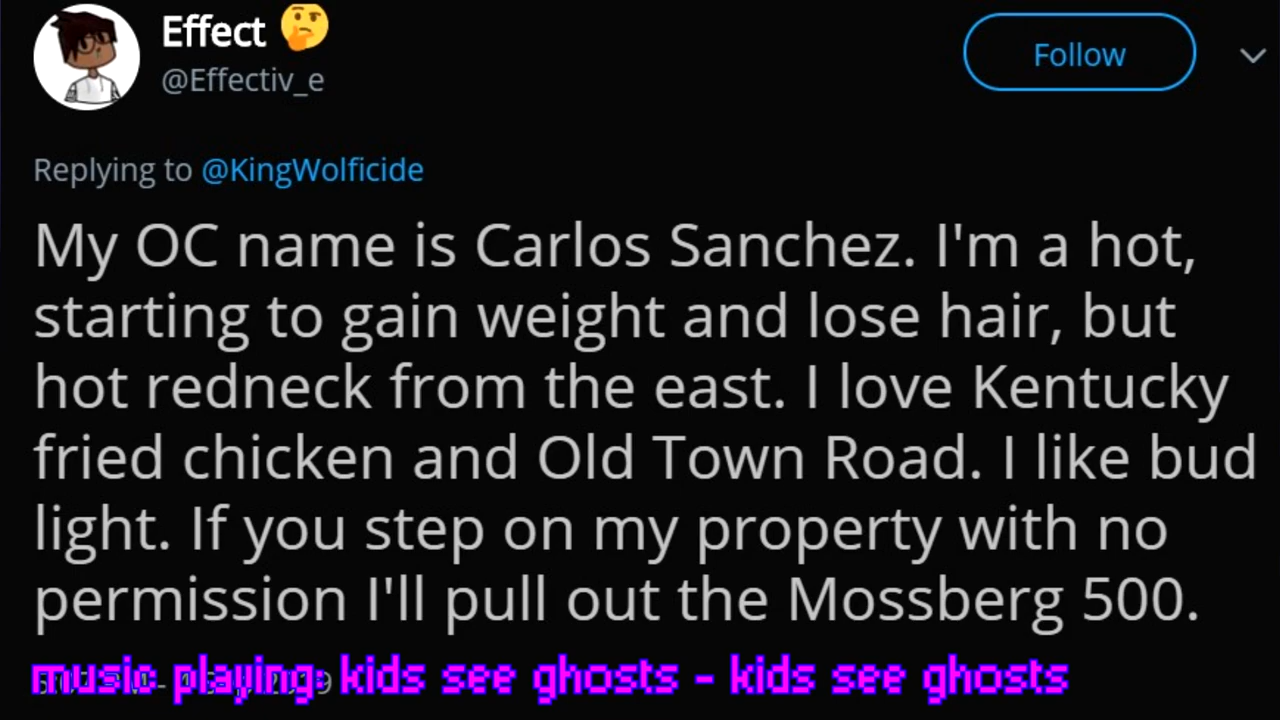 Effect 🤔
@Effectiv_e
Follow
Replying to @KingWolficide
My OC name is Carlos Sanchez. I'm a hot,
starting to gain weight and lose hair, but
hot redneck from the east. I love Kentucky
fried chicken and Old Town Road. I like bud
light. If you step on my property with no
permission I'll pull out the Mossberg 500.
music playing: kids see ghosts - kids see ghosts